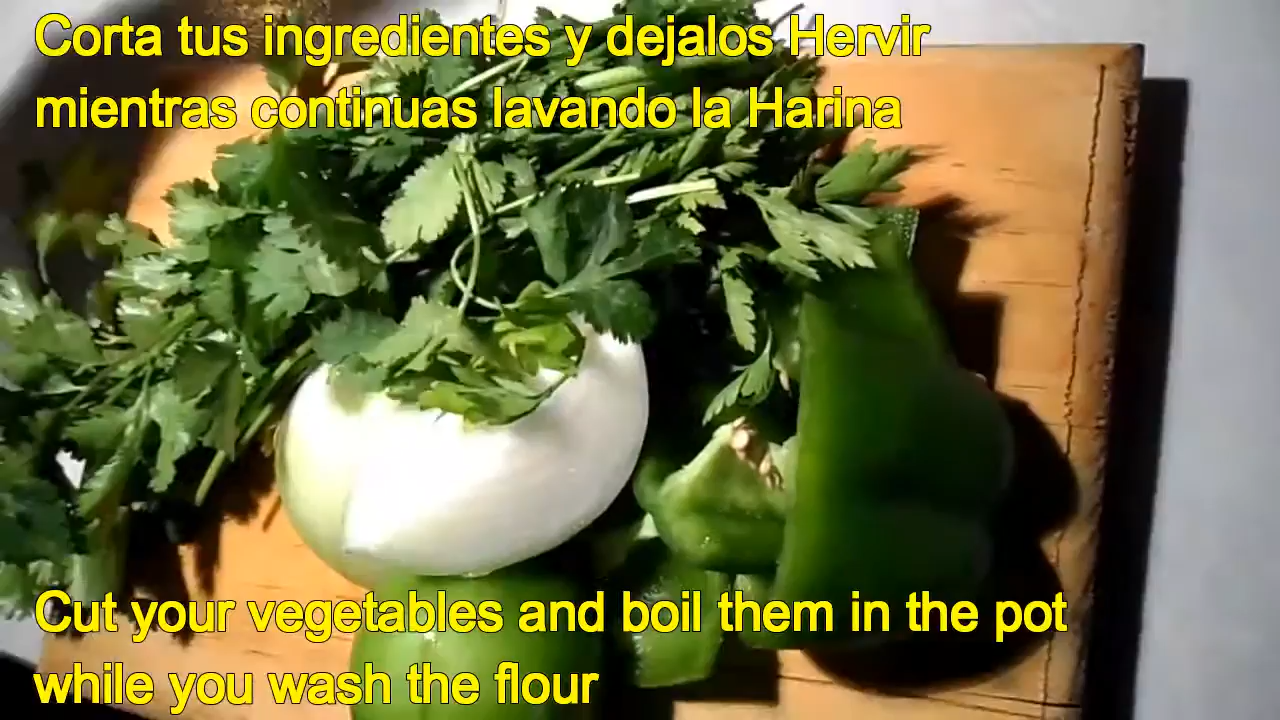 Corta tus ingredientes y dejalos Hervir
mientras continuas lavando la Harina
Cut your vegetables and boil them in the pot
while you wash the flour